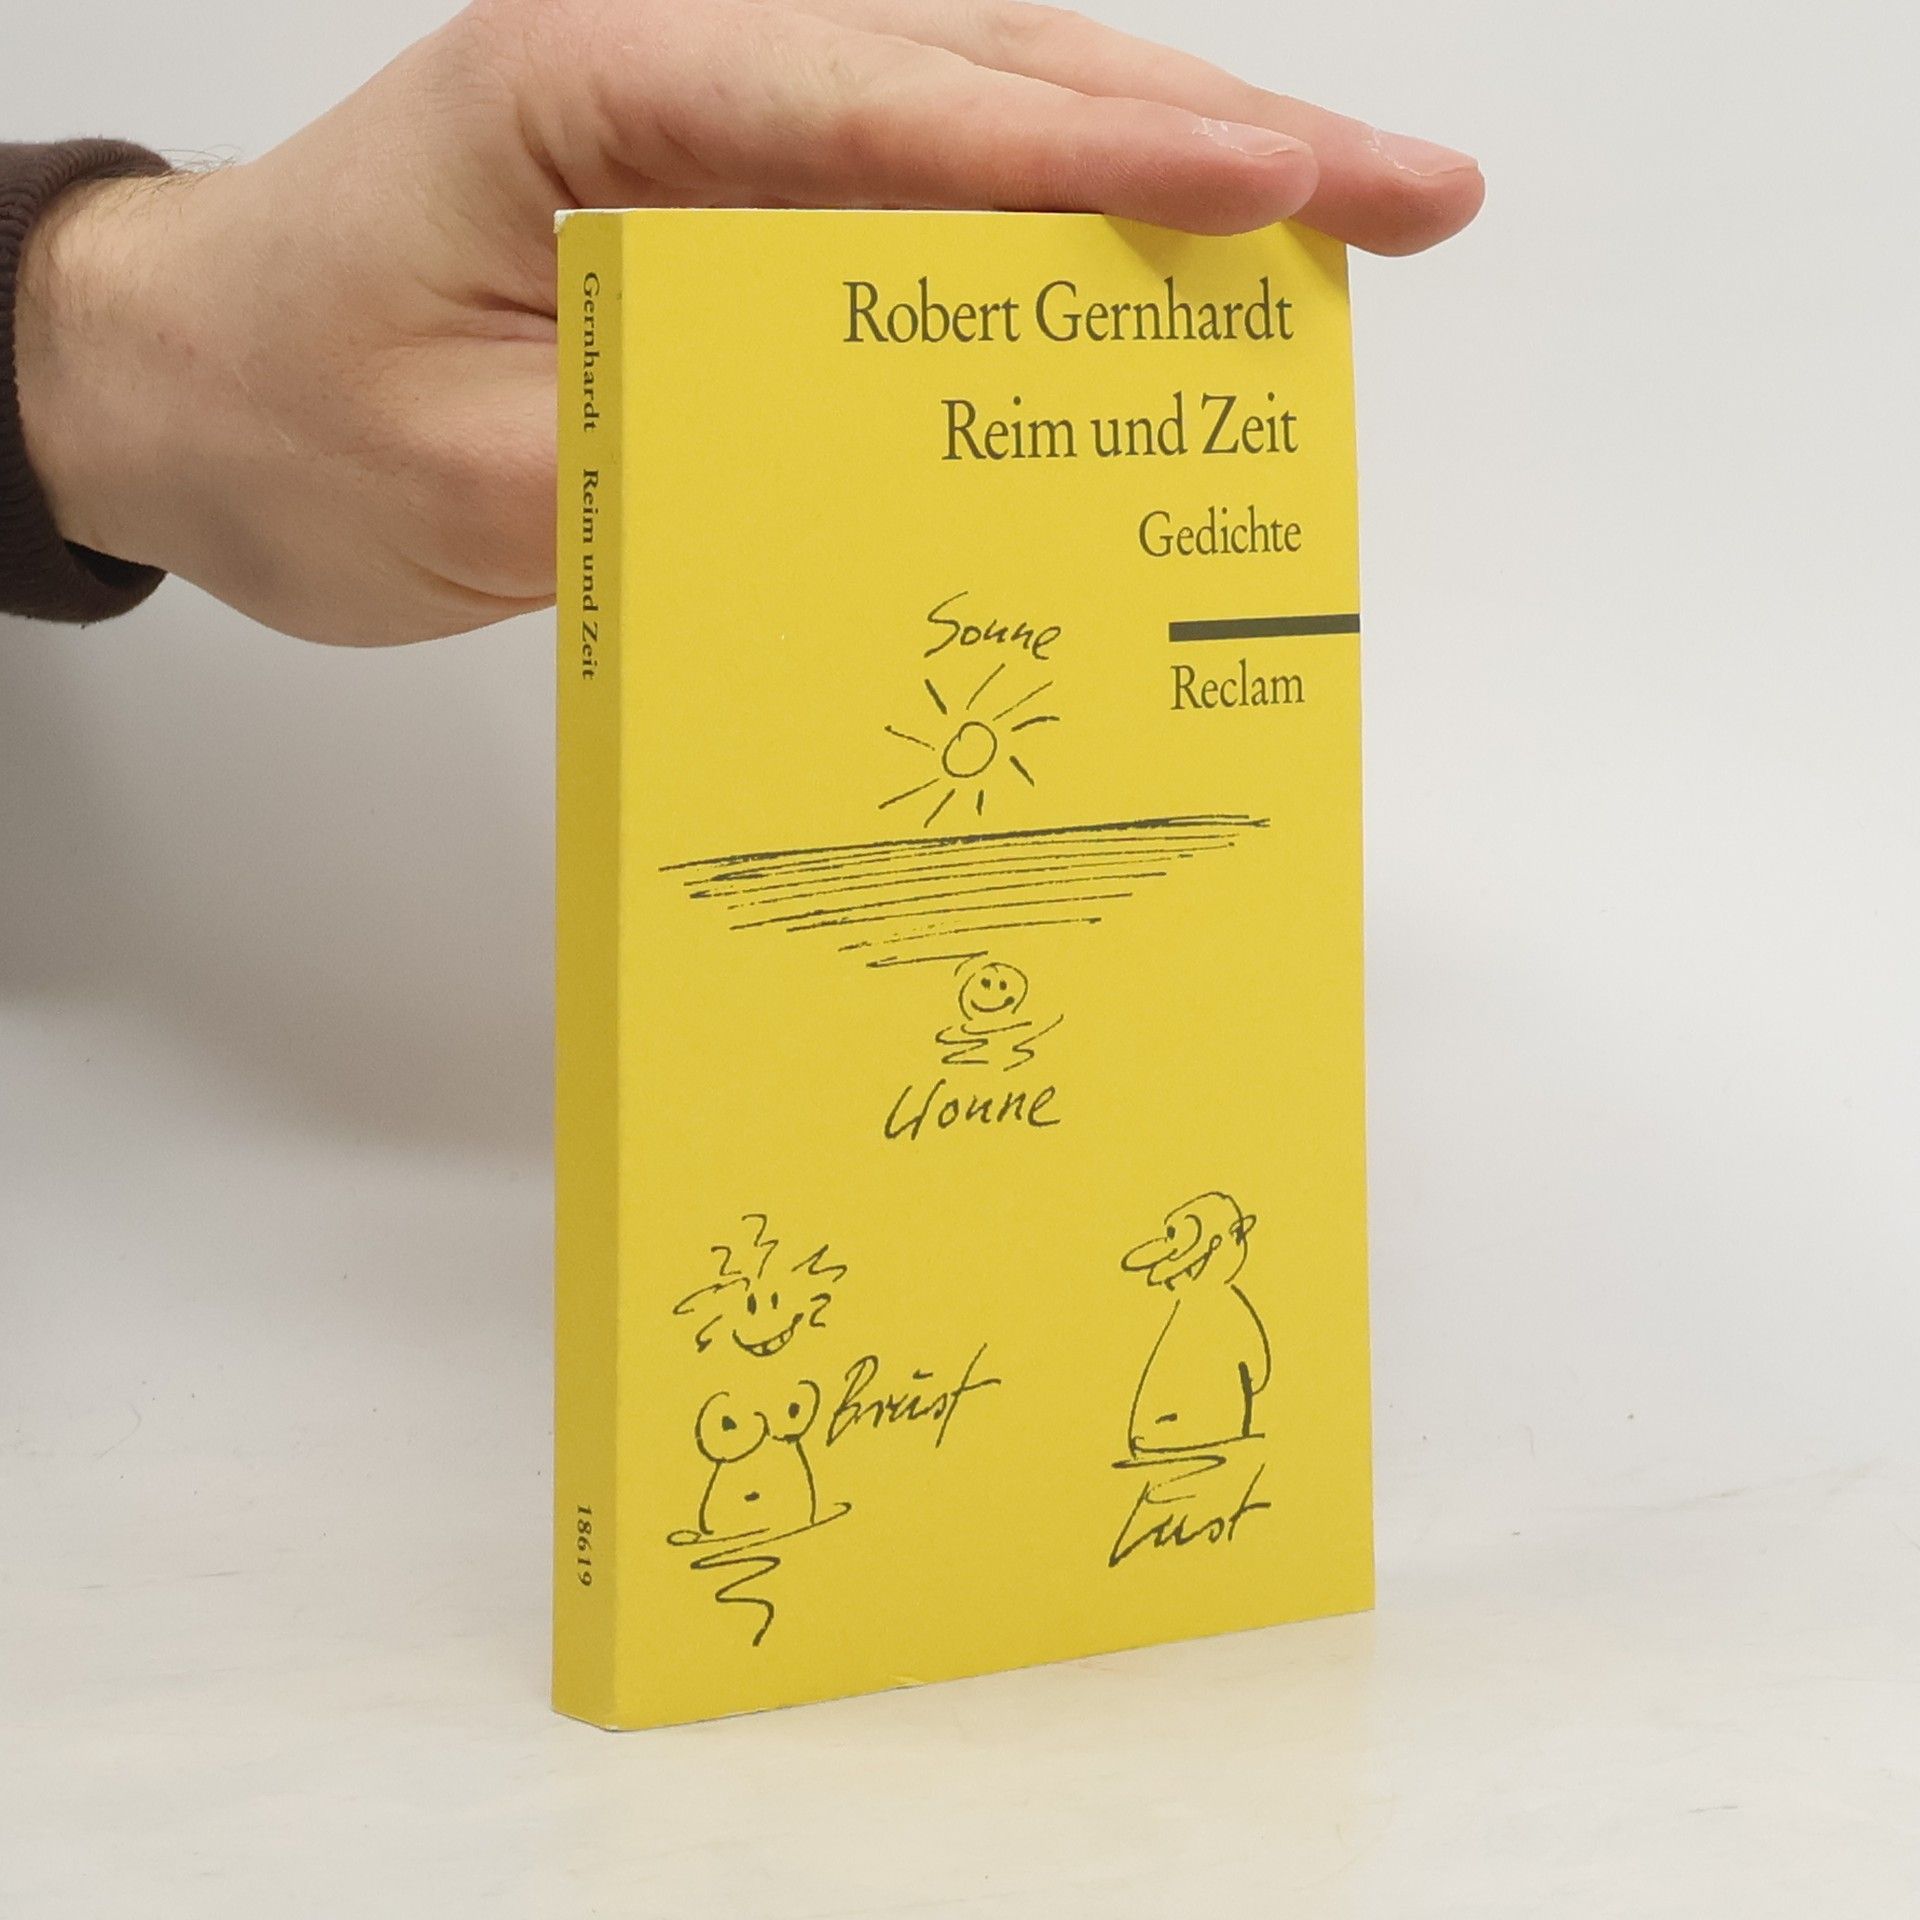 Robert Gernhardt
Reim und Zeit
Gedichte
Reclam
Sonne
Wonne
Brust
Lust
Gernhardt Reim und Zeit
18619